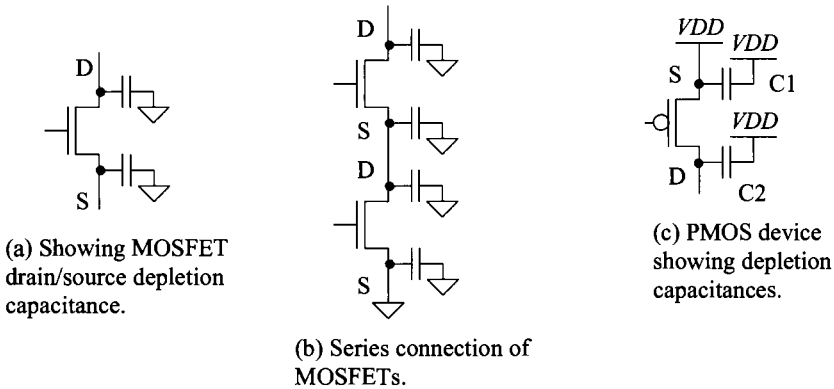 D
S
(a) Showing MOSFET
drain/source depletion
capacitance.
D
S
D
S
(b) Series connection of
MOSFETs.
VDD
VDD
S
C1
VDD
D
C2
(c) PMOS device
showing depletion
capacitances.